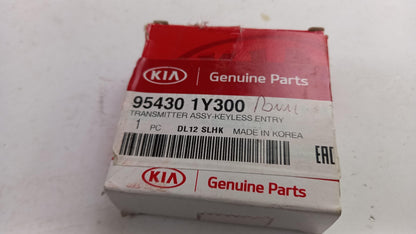 KIA Genuine Parts
95430 1Y300
TRANSMITTER ASSY-KEYLESS ENTRY
1 PC DL12 SLHK MADE IN KOREA
EAC
KIA Genuine Parts